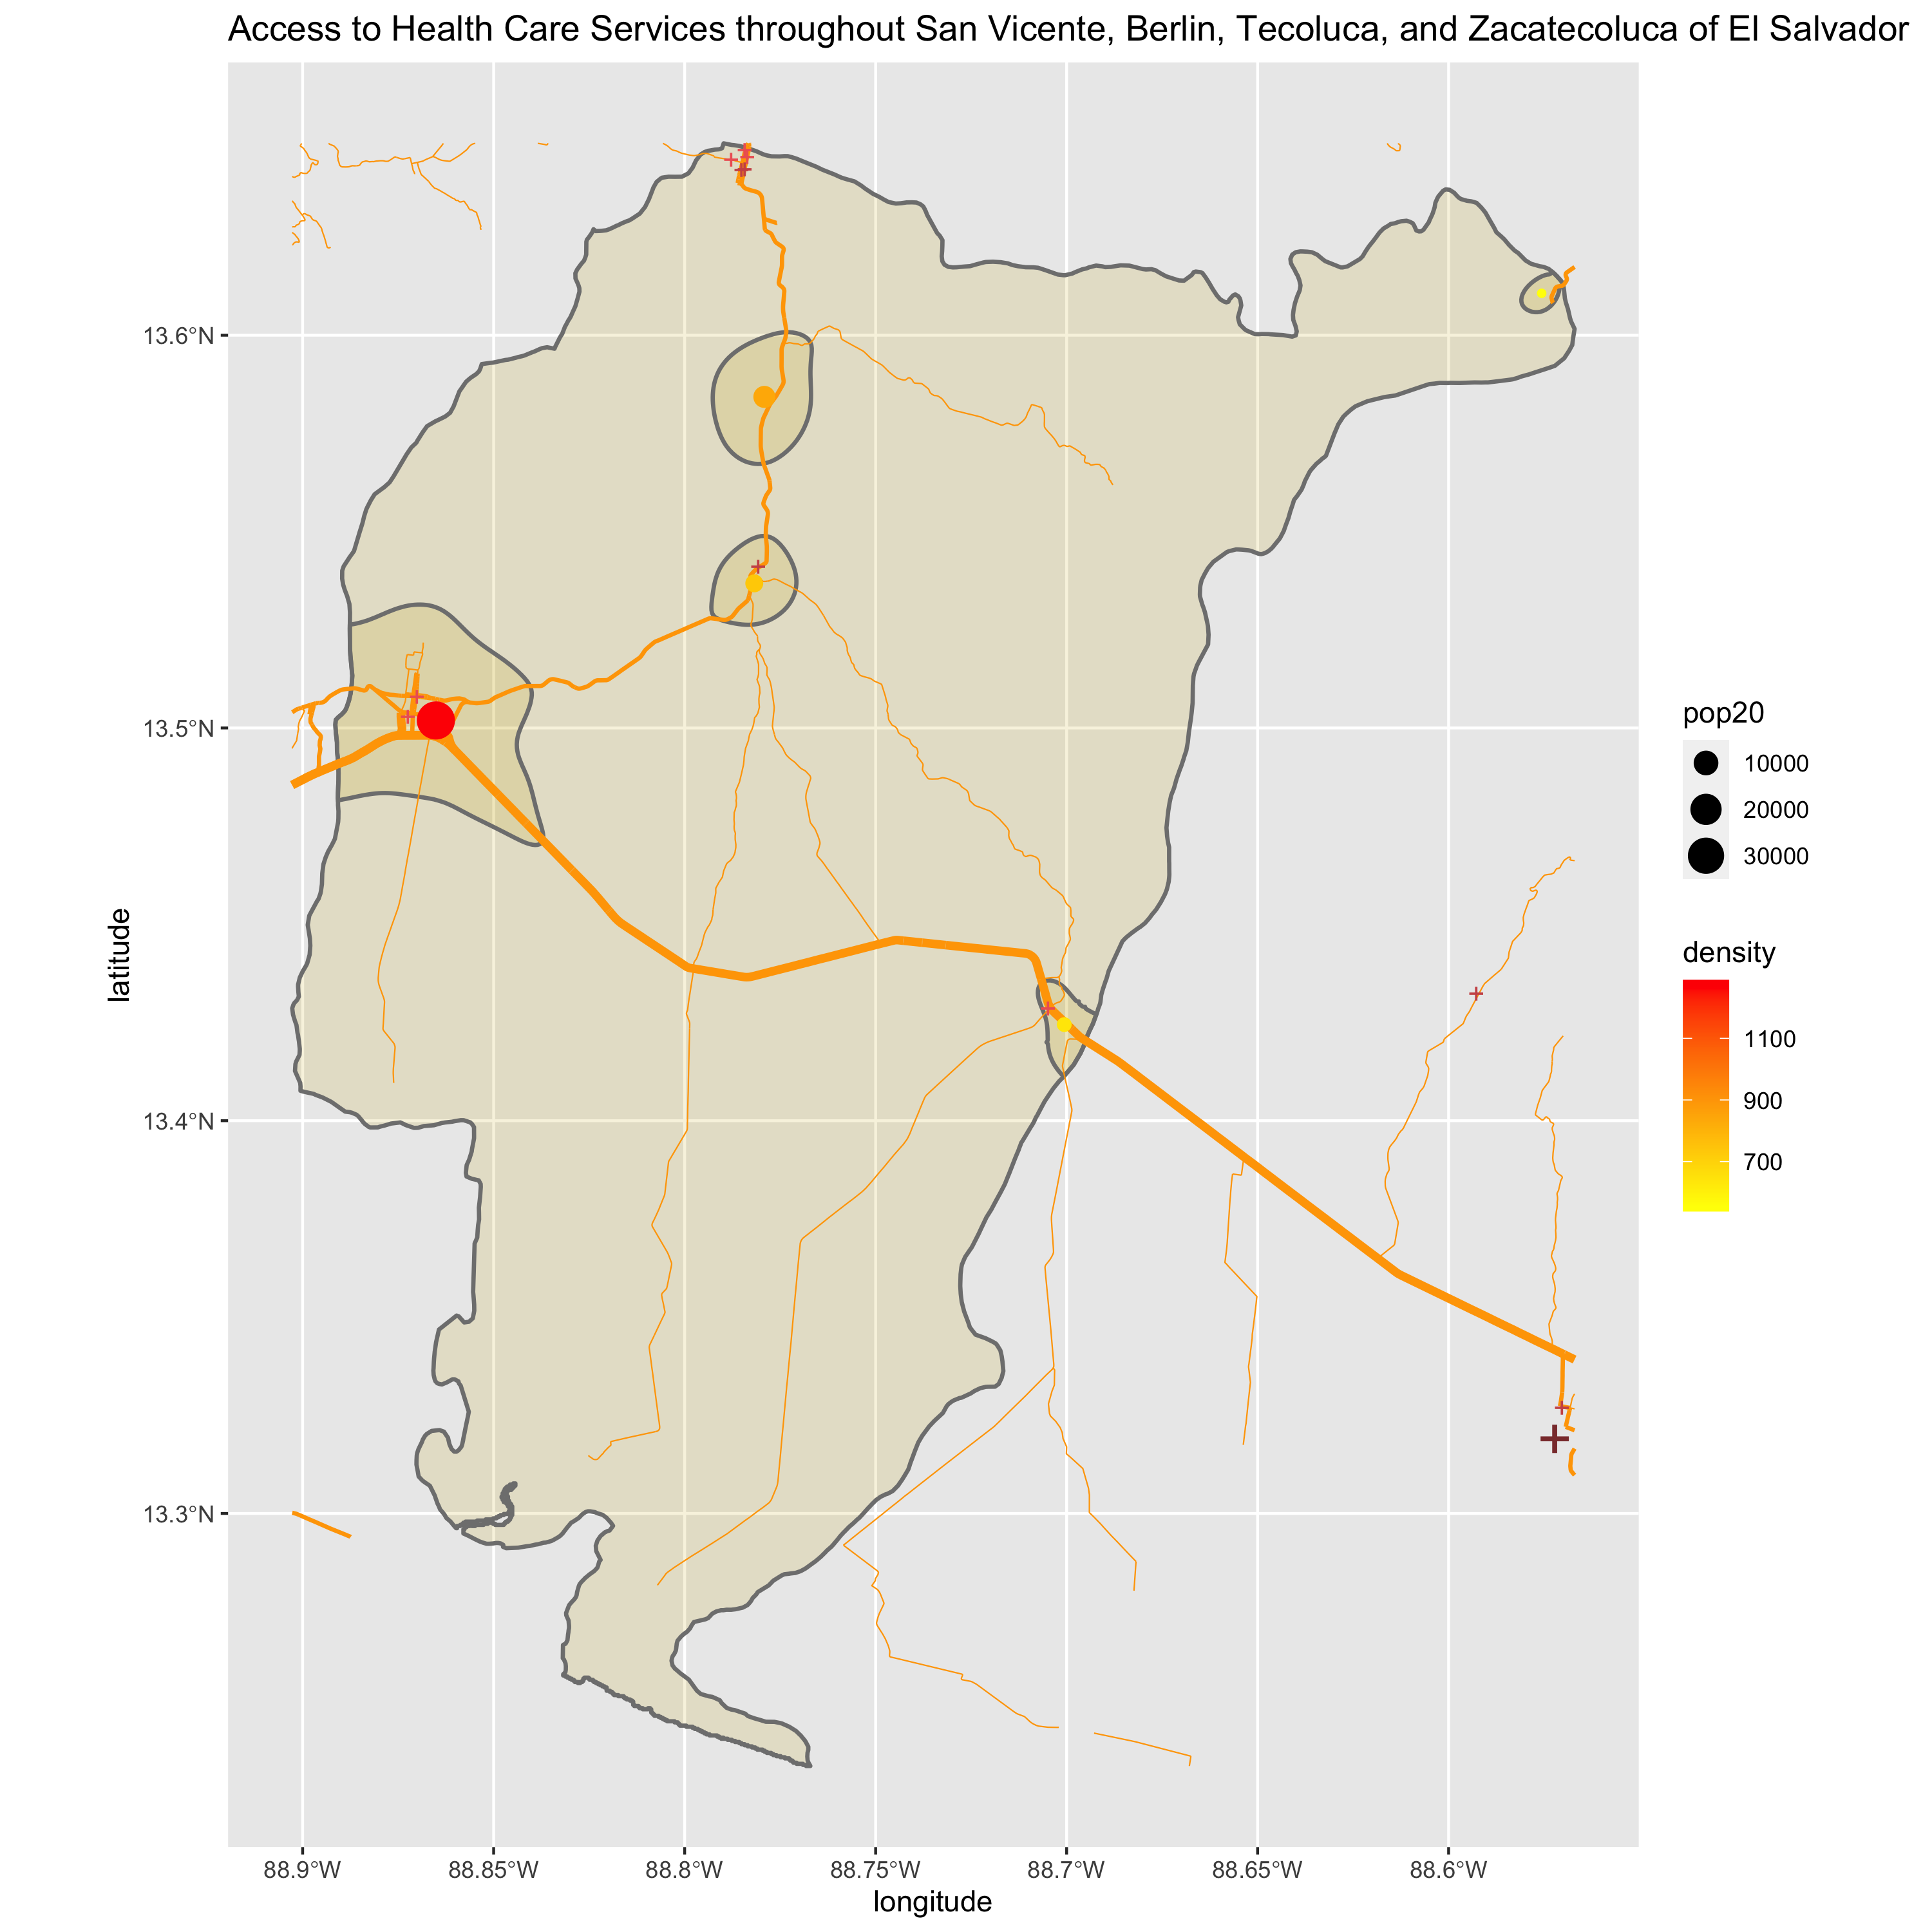 Access to Health Care Services throughout San Vicente, Berlin, Tecoluca, and Zacatecoluca of El Salvador
latitude
13.6°N
13.5°N
13.4°N
13.3°N
88.9°W
88.85°W
88.8°W
88.75°W
88.7°W
88.65°W
88.6°W
longitude
pop20
10000
20000
30000
density
1100
900
700